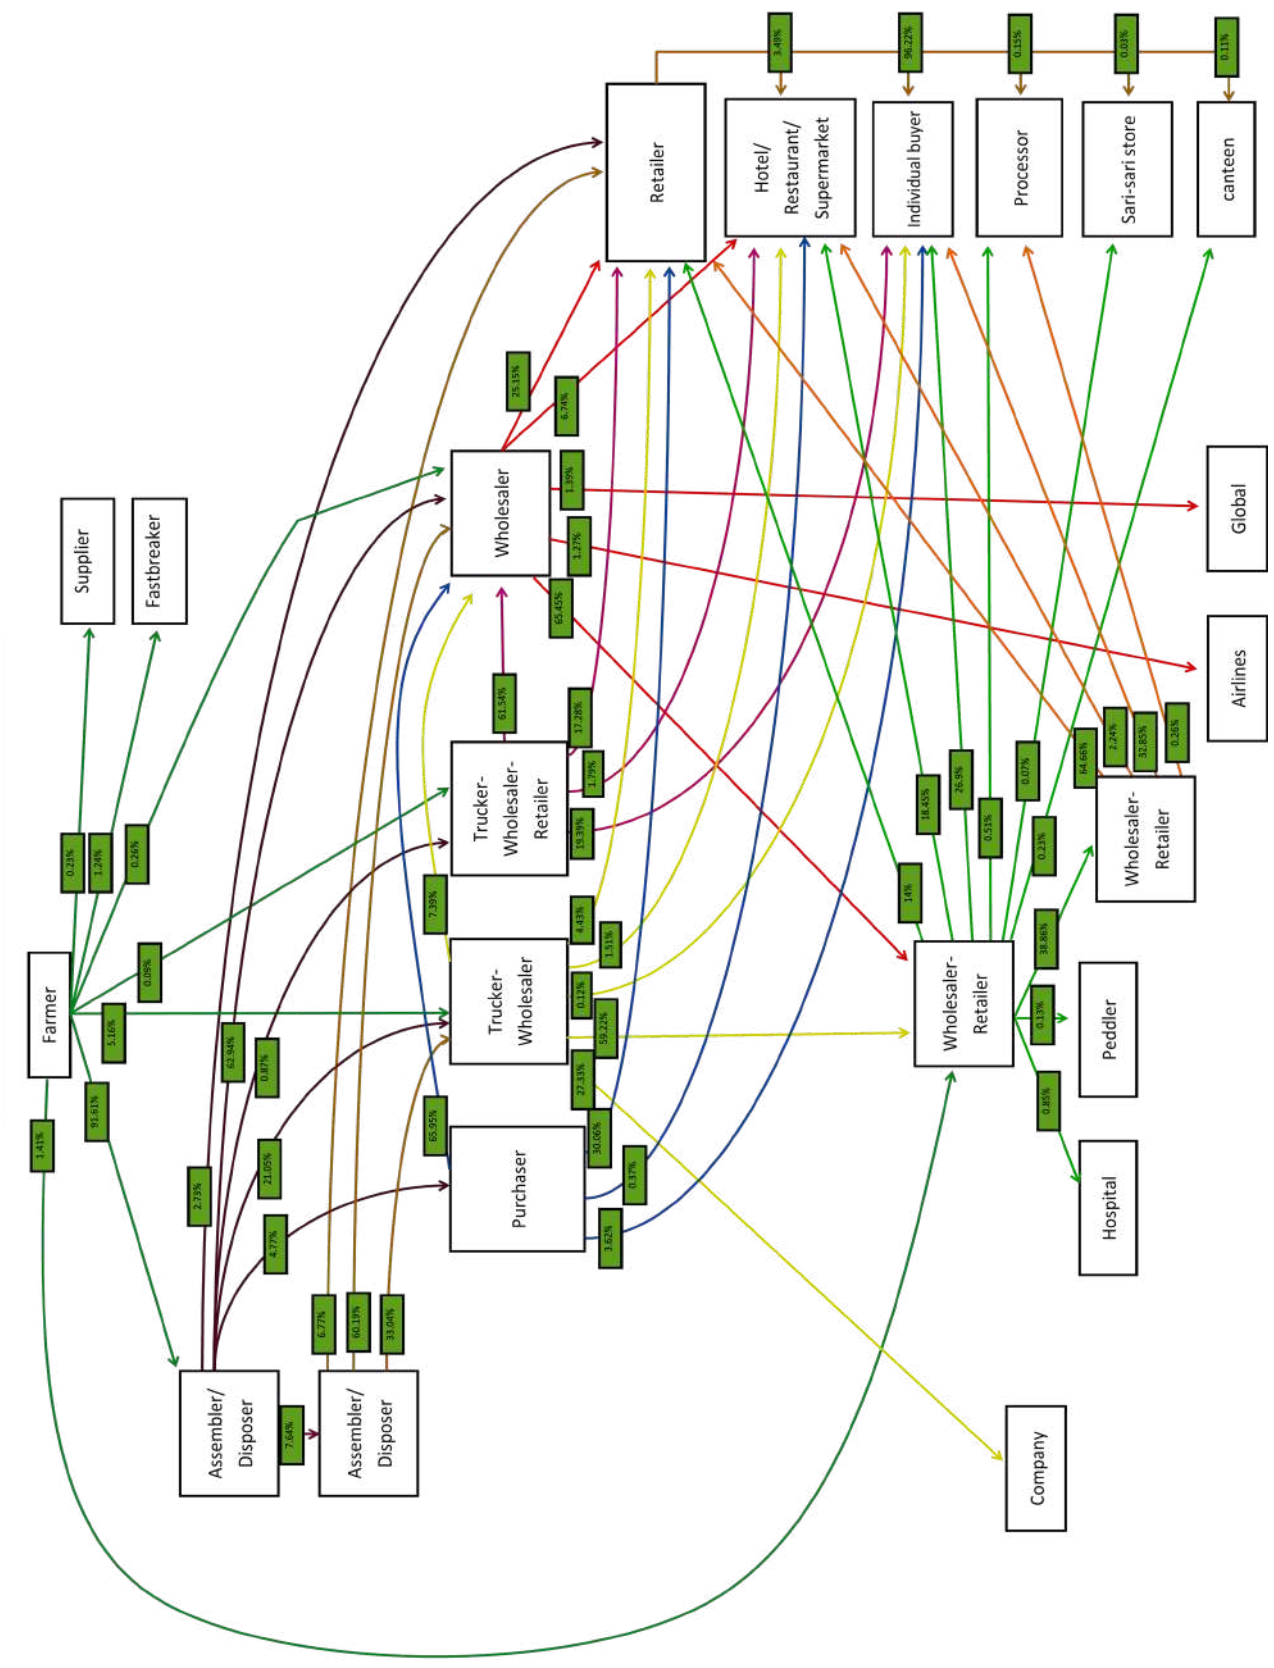 Farmer
1.41%
91.61%
5.16%
0.09%
0.23%
1.24%
0.26%
Supplier
Fastbreaker
Assembler/
Disposer
2.73%
62.94%
0.87%
21.05%
4.77%
7.64%
Assembler/
Disposer
6.77%
60.19%
33.04%
65.95%
7.39%
Purchaser
Trucker-
Wholesaler
Trucker-
Wholesaler-
Retailer
61.54%
Wholesaler
25.15%
6.74%
1.39%
1.27%
65.45%
17.28%
1.79%
19.39%
4.43%
1.51%
0.12%
59.22%
27.33%
30.06%
0.37%
3.62%
Retailer
Hotel/
Restaurant/
Supermarket
3.49%
Individual buyer
96.22%
Processor
0.15%
Sari-sari store
0.03%
canteen
0.11%
14%
18.45%
26.9%
0.51%
0.07%
0.23%
Wholesaler-
Retailer
38.86%
0.13%
0.85%
Company
Hospital
Peddler
64.66%
2.24%
32.85%
0.26%
Wholesaler-
Retailer
Airlines
Global